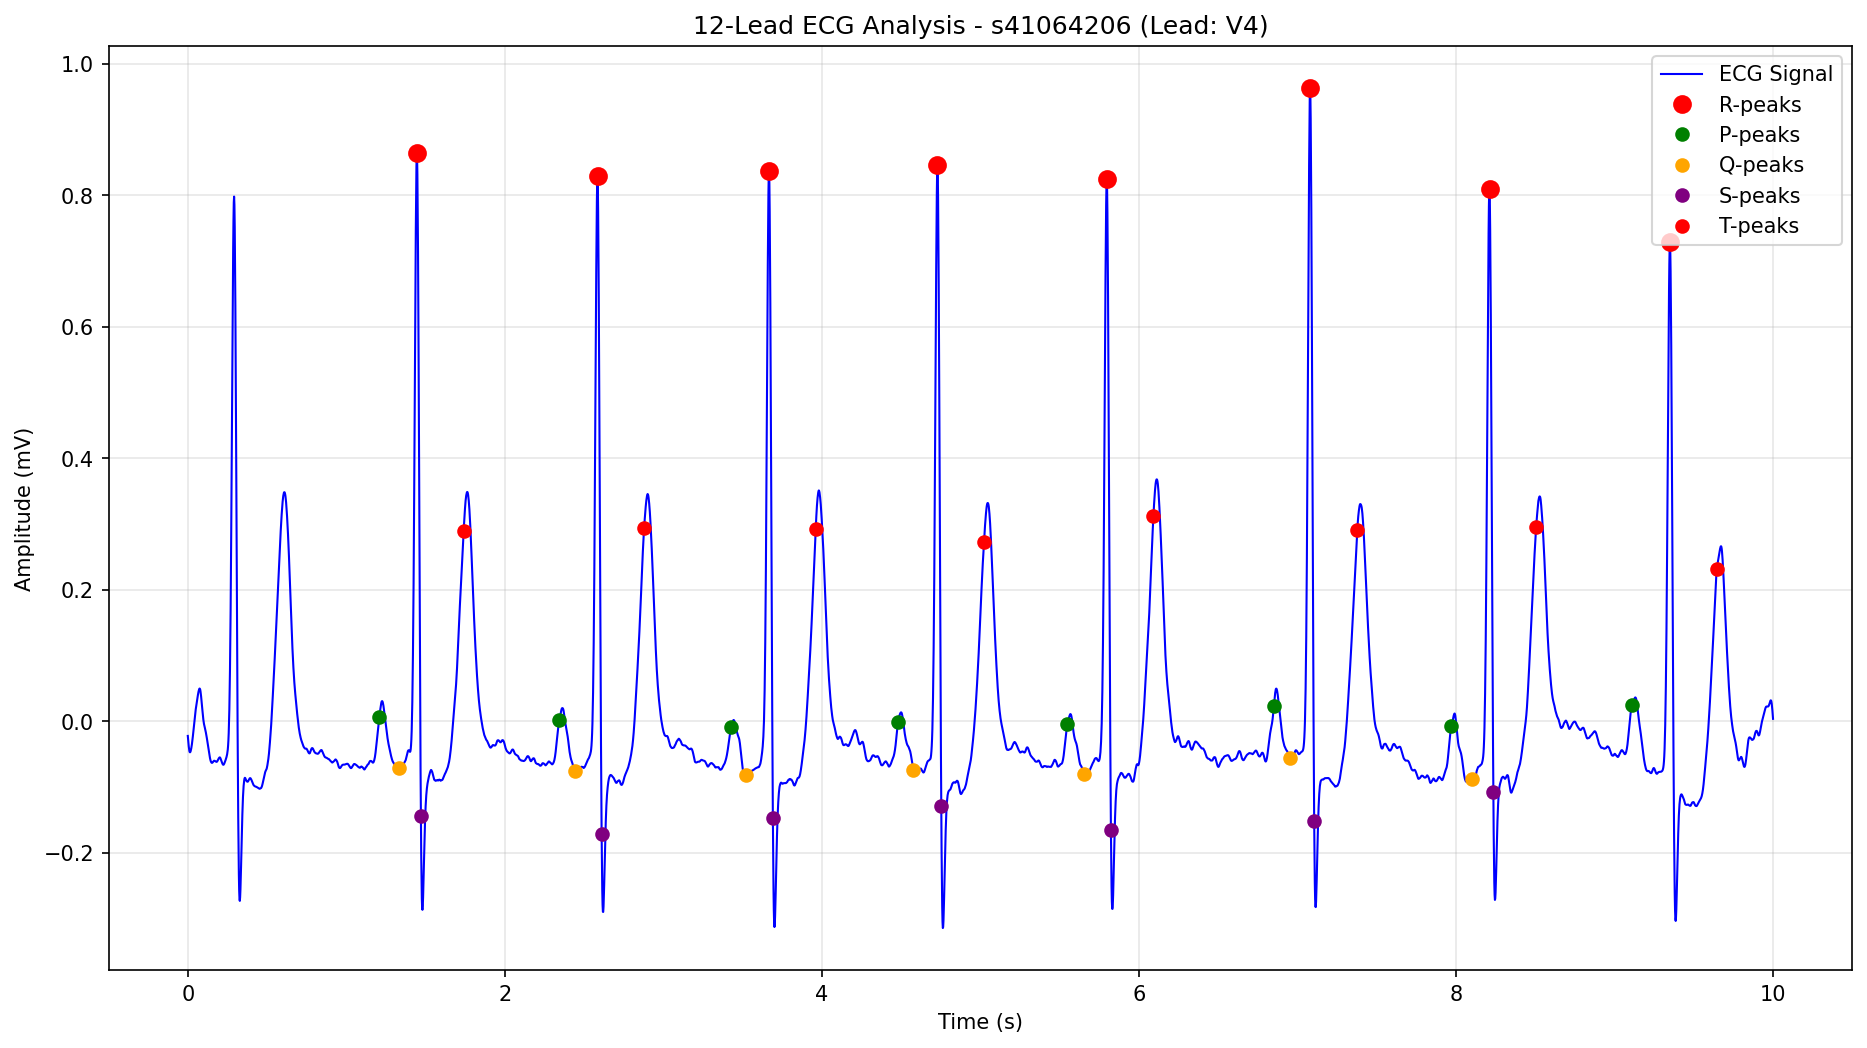 12-Lead ECG Analysis - s41064206 (Lead: V4)
ECG Signal
R-peaks
P-peaks
Q-peaks
S-peaks
T-peaks
Amplitude (mV)
1.0
0.8
0.6
0.4
0.2
0.0
−0.2
0 2 4 6 8 10
Time (s)